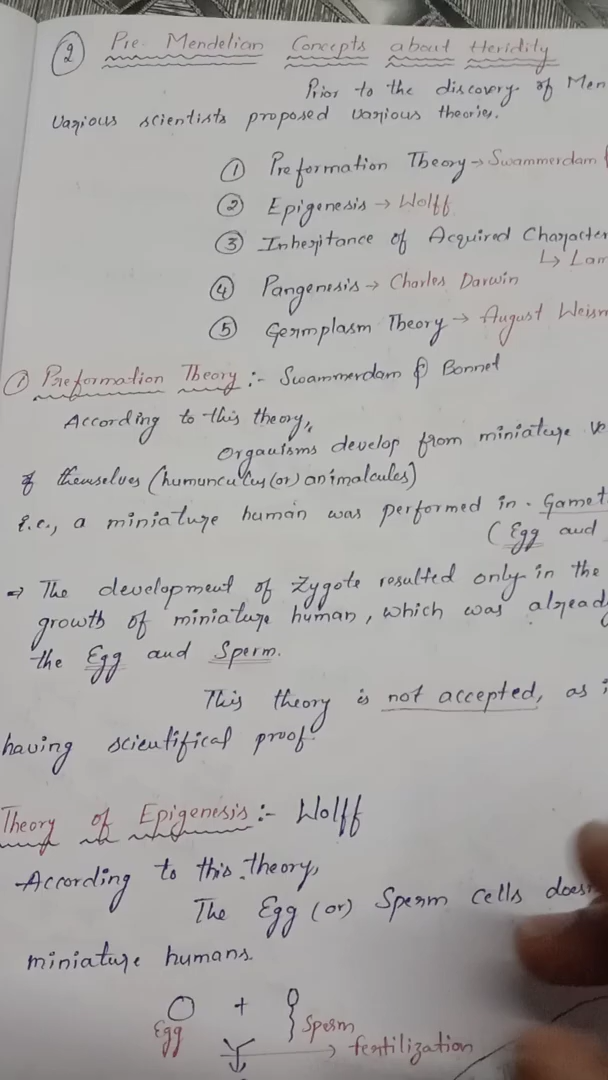 ② Pre-Mendelian Concepts about Heridity
Prior to the discovery of Men
Various scientists proposed various theories.
① Preformation Theory → Swammerdam
② Epigenesis → Wolff
③ Inheritance of Acquired Character
↳ Lam
④ Pangenesis → Charles Darwin
⑤ Germplasm Theory → August Weism
① Preformation Theory :- Swammerdam & Bonnet
According to this theory,
Organisms develop from miniature
of themselves (humunculus (or) animalcules)
i.e., a miniature human was performed in Gamet
(Egg and
⇒ The development of zygote resulted only in the
growth of miniature human, which was already
the Egg and Sperm.
This theory is not accepted, as i
having scientifical proof.
Theory of Epigenesis :- Wolff
According to this theory,
The Egg (or) Sperm cells does
miniature humans.
+
Egg Sperm
→ fertilization